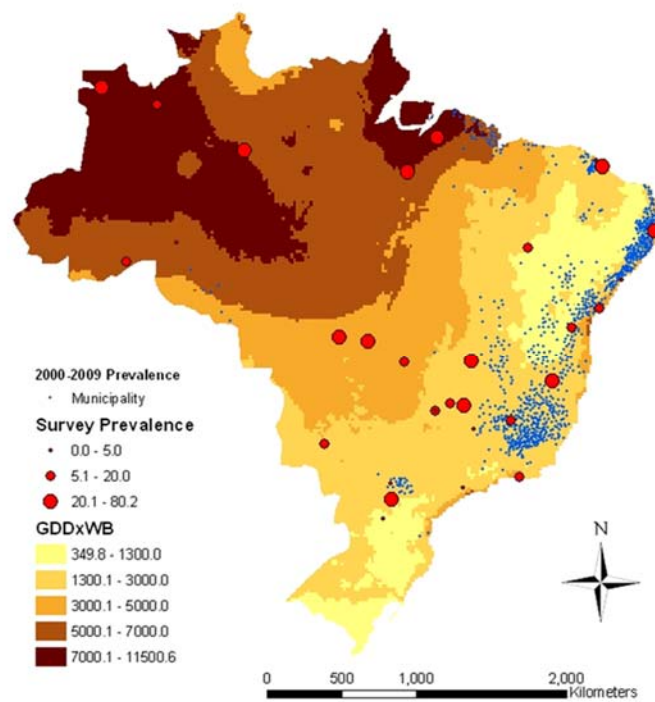 2000-2009 Prevalence
Municipality
Survey Prevalence
0.0 - 5.0
5.1 - 20.0
20.1 - 80.2
GDDxWB
349.8 - 1300.0
1300.1 - 3000.0
3000.1 - 5000.0
5000.1 - 7000.0
7000.1 - 11500.6
N
0 500 1,000 2,000
Kilometers